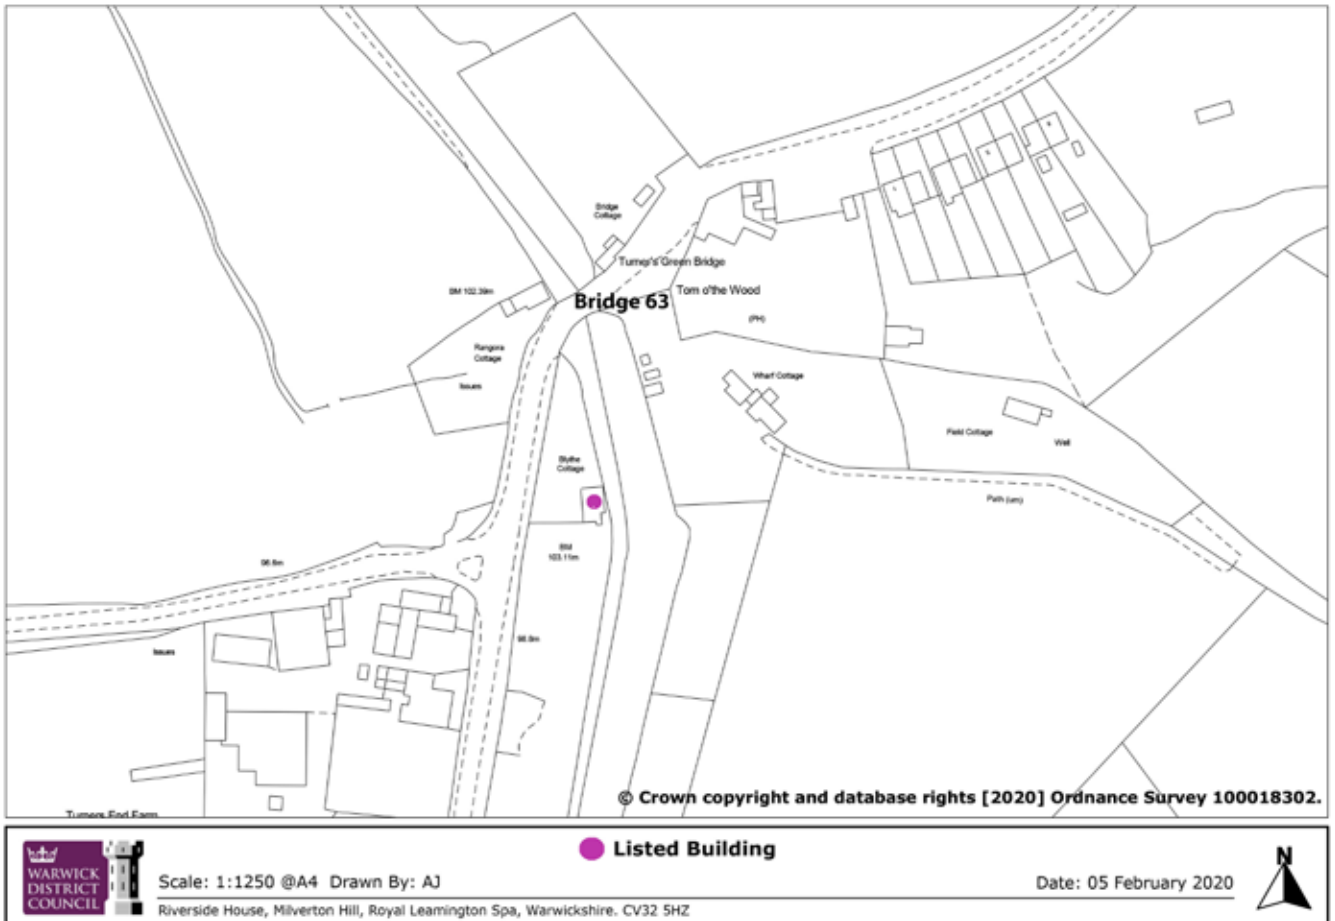 Bridge
Cottage
Turner's Green Bridge
BM 102.39m
Tom o'the Wood
Bridge 63
(PH)
Rangora
Cottage
Issues
Wharf Cottage
Field Cottage
Well
Blythe
Cottage
Path (um)
BM
103.11m
98.6m
98.8m
Issues
© Crown copyright and database rights [2020] Ordnance Survey 100018302.
Turners End Farm
Listed Building
WARWICK
DISTRICT
COUNCIL
Scale: 1:1250 @A4 Drawn By: AJ
Date: 05 February 2020
N
Riverside House, Milverton Hill, Royal Leamington Spa, Warwickshire. CV32 5HZ